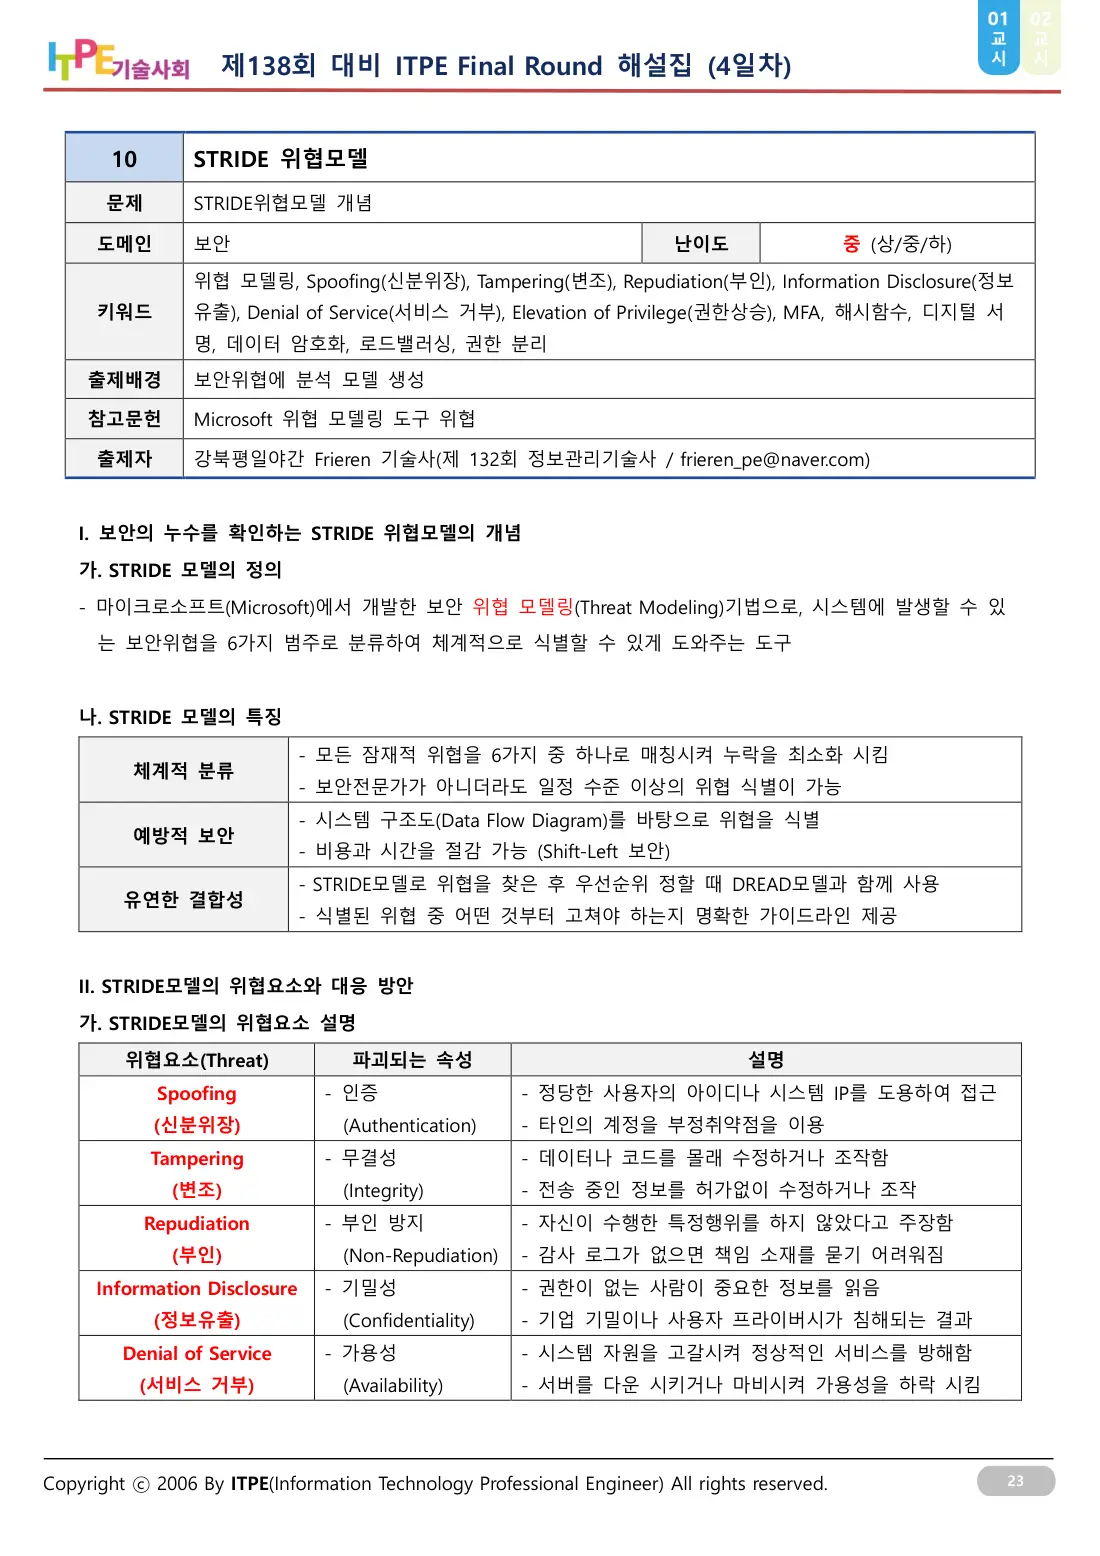 ITPE기술사회 제138회 대비 ITPE Final Round 해설집 (4일차)
01 교시
02 교시
10 STRIDE 위협모델
문제 STRIDE위협모델 개념
도메인 보안 난이도 중 (상/중/하)
키워드 위협 모델링, Spoofing(신분위장), Tampering(변조), Repudiation(부인), Information Disclosure(정보
유출), Denial of Service(서비스 거부), Elevation of Privilege(권한상승), MFA, 해시함수, 디지털 서
명, 데이터 암호화, 로드밸러싱, 권한 분리
출제배경 보안위협에 분석 모델 생성
참고문헌 Microsoft 위협 모델링 도구 위협
출제자 강북평일야간 Frieren 기술사(제 132회 정보관리기술사 / frieren_pe@naver.com)
I. 보안의 누수를 확인하는 STRIDE 위협모델의 개념
가. STRIDE 모델의 정의
- 마이크로소프트(Microsoft)에서 개발한 보안 위협 모델링(Threat Modeling)기법으로, 시스템에 발생할 수 있
는 보안위협을 6가지 범주로 분류하여 체계적으로 식별할 수 있게 도와주는 도구
나. STRIDE 모델의 특징
체계적 분류
- 모든 잠재적 위협을 6가지 중 하나로 매칭시켜 누락을 최소화 시킴
- 보안전문가가 아니더라도 일정 수준 이상의 위협 식별이 가능
예방적 보안
- 시스템 구조도(Data Flow Diagram)를 바탕으로 위협을 식별
- 비용과 시간을 절감 가능 (Shift-Left 보안)
유연한 결합성
- STRIDE모델로 위협을 찾은 후 우선순위 정할 때 DREAD모델과 함께 사용
- 식별된 위협 중 어떤 것부터 고쳐야 하는지 명확한 가이드라인 제공
II. STRIDE모델의 위협요소와 대응 방안
가. STRIDE모델의 위협요소 설명
위협요소(Threat) 파괴되는 속성 설명
Spoofing - 인증 - 정당한 사용자의 아이디나 시스템 IP를 도용하여 접근
(신분위장) (Authentication) - 타인의 계정을 부정취약점을 이용
Tampering - 무결성 - 데이터나 코드를 몰래 수정하거나 조작함
(변조) (Integrity) - 전송 중인 정보를 허가없이 수정하거나 조작
Repudiation - 부인 방지 - 자신이 수행한 특정행위를 하지 않았다고 주장함
(부인) (Non-Repudiation) - 감사 로그가 없으면 책임 소재를 묻기 어려워짐
Information Disclosure - 기밀성 - 권한이 없는 사람이 중요한 정보를 읽음
(정보유출) (Confidentiality) - 기업 기밀이나 사용자 프라이버시가 침해되는 결과
Denial of Service - 가용성 - 시스템 자원을 고갈시켜 정상적인 서비스를 방해함
(서비스 거부) (Availability) - 서버를 다운 시키거나 마비시켜 가용성을 하락 시킴
Copyright ⓒ 2006 By ITPE(Information Technology Professional Engineer) All rights reserved.
23